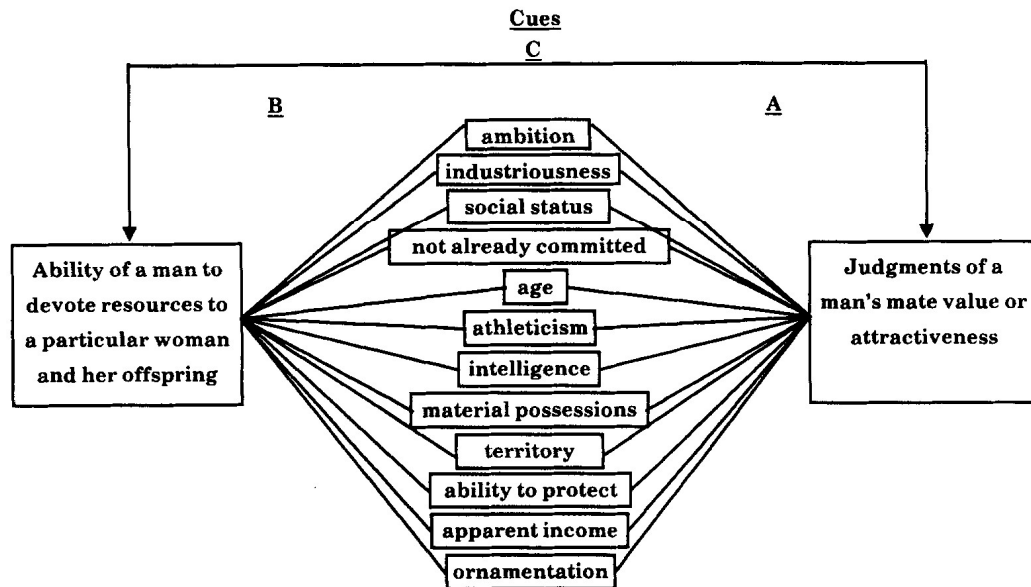 Cues
C
B
A
ambition
industriousness
social status
not already committed
age
athleticism
intelligence
material possessions
territory
ability to protect
apparent income
ornamentation
Ability of a man to
devote resources to
a particular woman
and her offspring
Judgments of a
man's mate value or
attractiveness